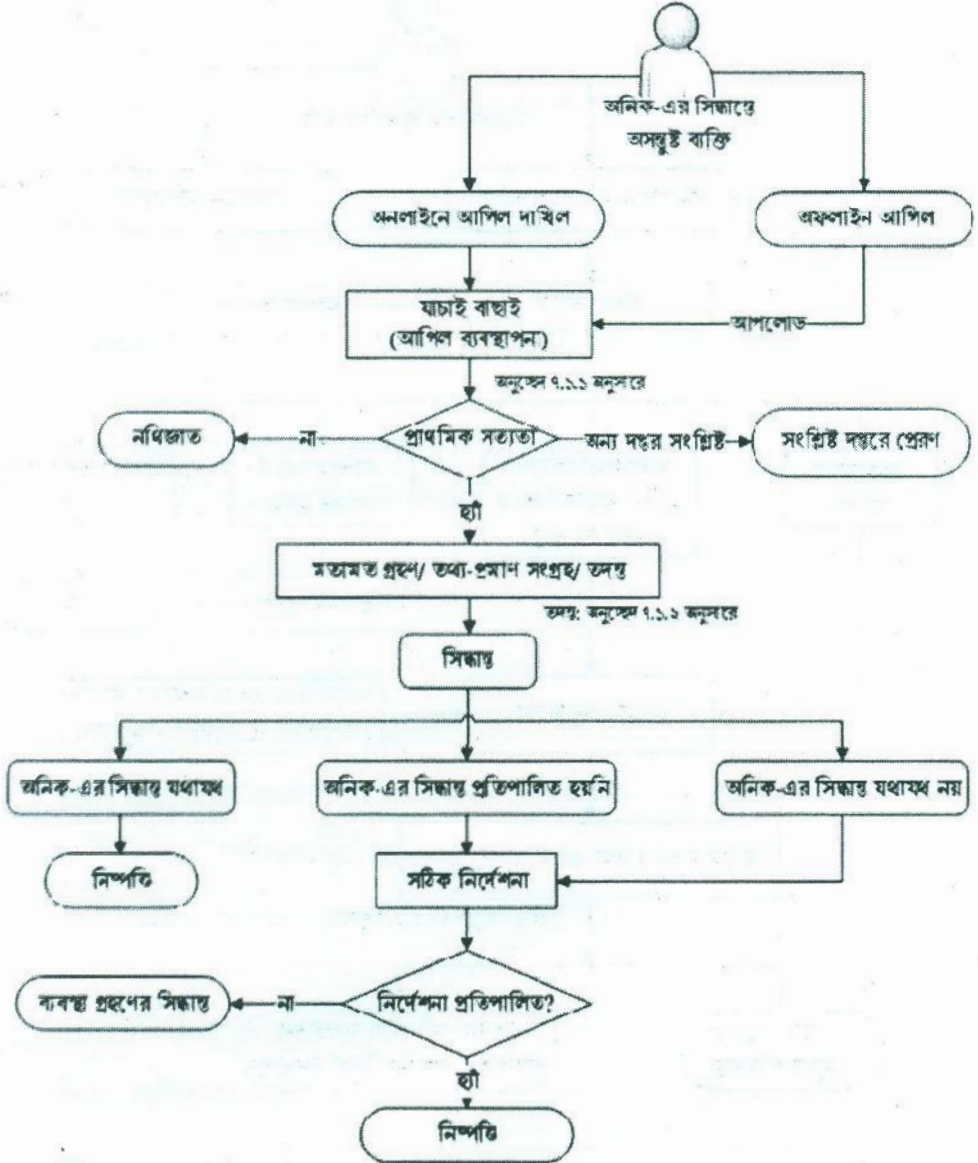 অনিক-এর সিদ্ধান্তে
অসন্তুষ্ট ব্যক্তি
অনলাইনে আপিল দাখিল
অফলাইন আপিল
যাচাই বাছাই
(আপিল ব্যবস্থাপনা)
আপলোড
অনুচ্ছেদ ৭.১.১ অনুসারে
নথিজাত
না
প্রাথমিক সত্যতা
অন্য দপ্তর সংশ্লিষ্ট
সংশ্লিষ্ট দপ্তরে প্রেরণ
হ্যাঁ
মতামত গ্রহণ/ তথ্য-প্রমাণ সংগ্রহ/ তদন্ত
তদন্ত: অনুচ্ছেদ ৭.১.২ অনুসারে
সিদ্ধান্ত
অনিক-এর সিদ্ধান্ত যথাযথ
অনিক-এর সিদ্ধান্ত প্রতিপালিত হয়নি
অনিক-এর সিদ্ধান্ত যথাযথ নয়
নিষ্পত্তি
সঠিক নির্দেশনা
ব্যবস্থা গ্রহণের সিদ্ধান্ত
না
নির্দেশনা প্রতিপালিত?
হ্যাঁ
নিষ্পত্তি